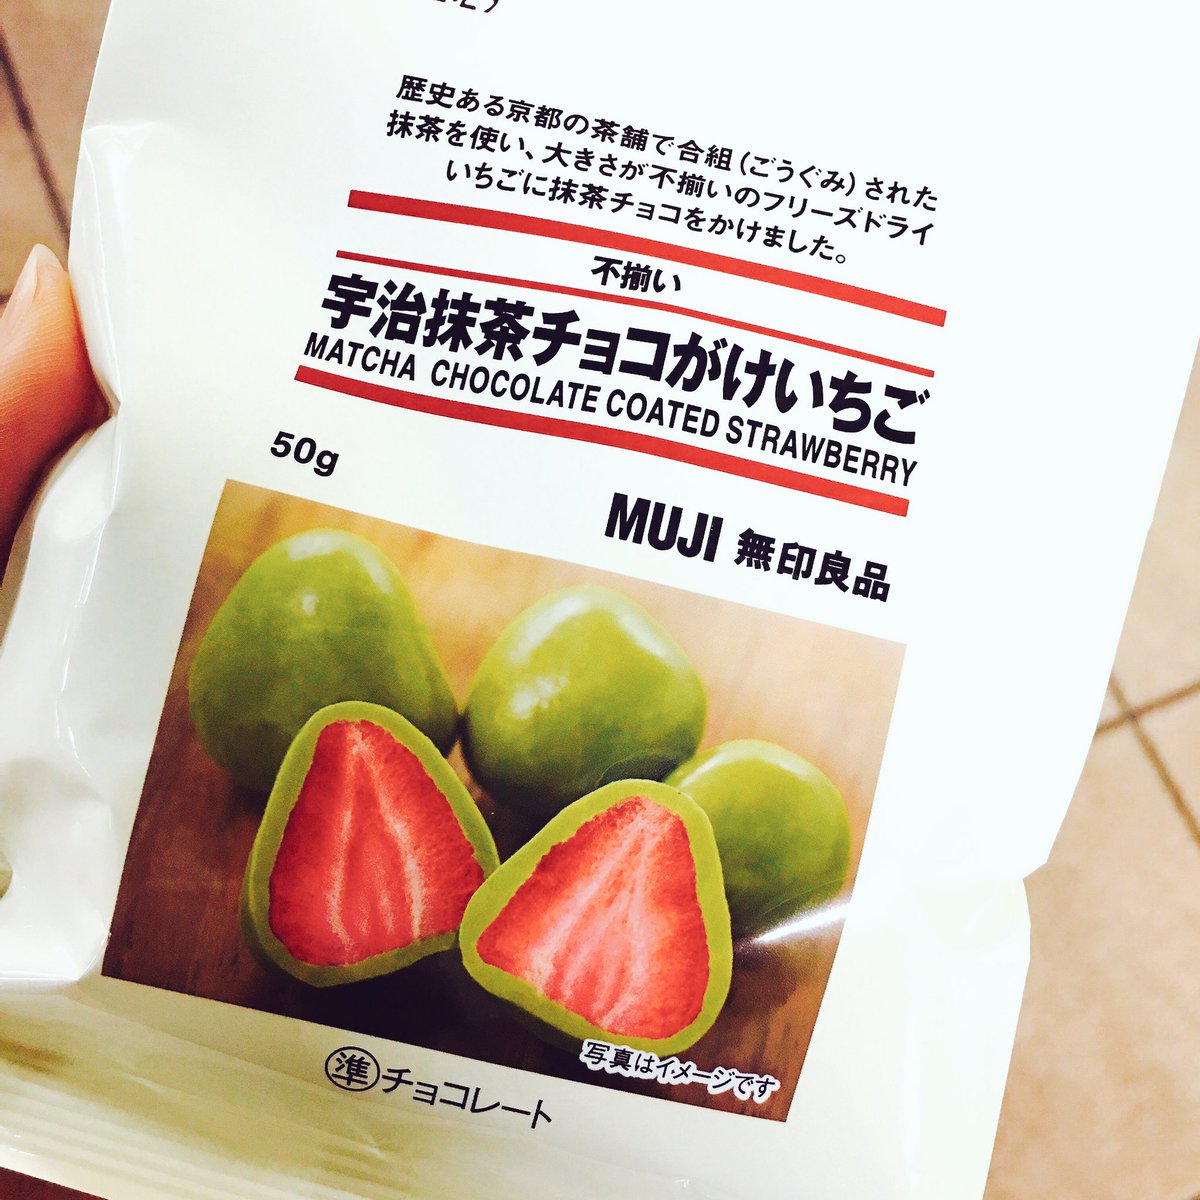 歴史ある京都の茶舗で合組(ごうぐみ)された
抹茶を使い、大きさが不揃いのフリーズドライ
いちごに抹茶チョコをかけました。
不揃い
宇治抹茶チョコがけいちご
MATCHA CHOCOLATE COATED STRAWBERRY
50g
MUJI 無印良品
写真はイメージです
準チョコレート